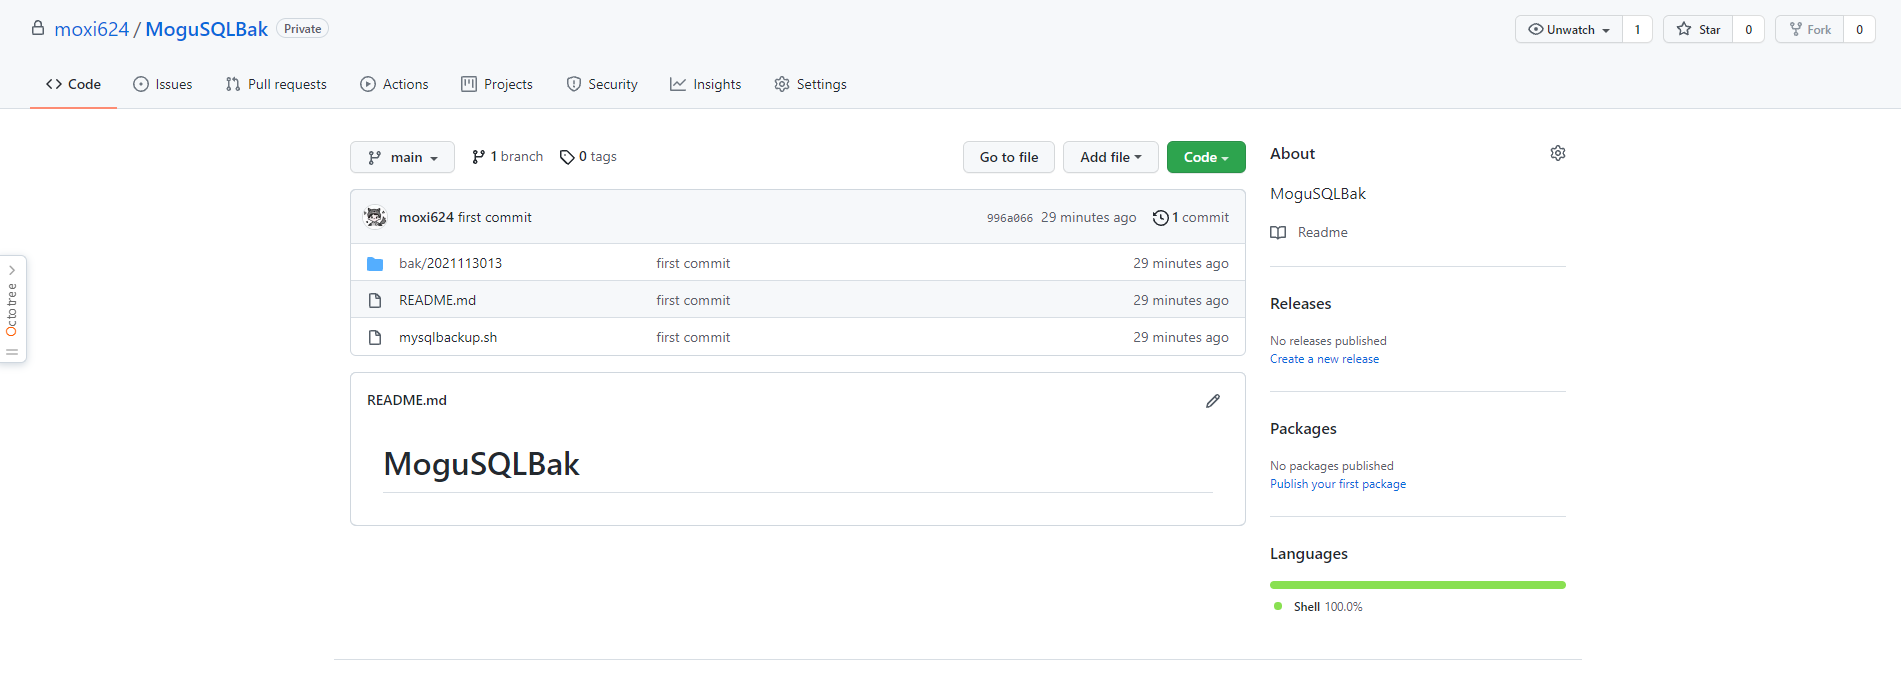 moxi624 / MoguSQLBak Private
Unwatch 1 Star 0 Fork 0
Code Issues Pull requests Actions Projects Security Insights Settings
main 1 branch 0 tags Go to file Add file Code
moxi624 first commit 996a066 29 minutes ago 1 commit
bak/2021113013 first commit 29 minutes ago
README.md first commit 29 minutes ago
mysqlbackup.sh first commit 29 minutes ago
README.md
MoguSQLBak
About
MoguSQLBak
Readme
Releases
No releases published
Create a new release
Packages
No packages published
Publish your first package
Languages
Shell 100.0%
Octotree